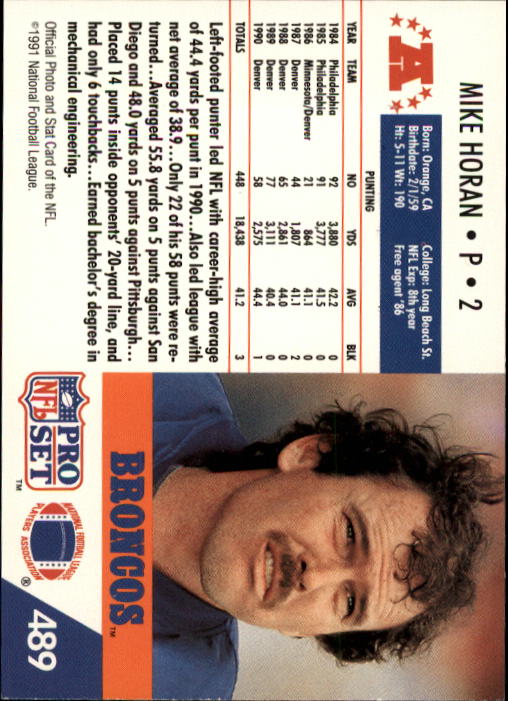 MIKE HORAN • P • 2
A
Born: Orange, CA
Birthdate: 2/1/59
Ht: 5-11 Wt: 190
College: Long Beach St.
NFL Exp: 8th year
Free agent '86
PUNTING
YEAR TEAM NO YDS AVG BLK
1984 Philadelphia 92 3,880 42.2 0
1985 Philadelphia 91 3,777 41.5 0
1986 Minnesota/Denver 21 864 41.1 0
1987 Denver 44 1,807 41.1 2
1988 Denver 65 2,861 44.0 0
1989 Denver 77 3,111 40.4 0
1990 Denver 58 2,575 44.4 1
TOTALS 448 18,438 41.2 3
Left-footed punter led NFL with career-high average
of 44.4 yards per punt in 1990...Also led league with
net average of 38.9...Only 22 of his 58 punts were re-
turned...Averaged 55.8 yards on 5 punts against San
Diego and 48.0 yards on 5 punts against Pittsburgh...
Placed 14 punts inside opponents' 20-yard line, and
had only 6 touchbacks...Earned bachelor's degree in
mechanical engineering.
Official Photo and Stat Card of the NFL.
©1991 National Football League.
BRONCOS™
PRO
NFL SET
™
NATIONAL FOOTBALL LEAGUE
PLAYERS ASSOCIATION
®
489